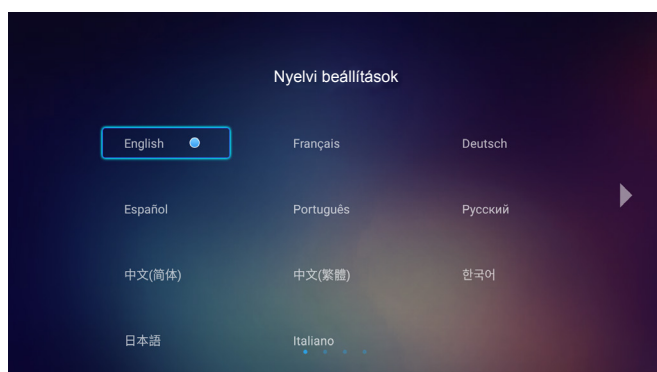 Nyelvi beállítások
English Français Deutsch
Español Português Русский
中文(简体) 中文(繁體) 한국어
日本語 Italiano